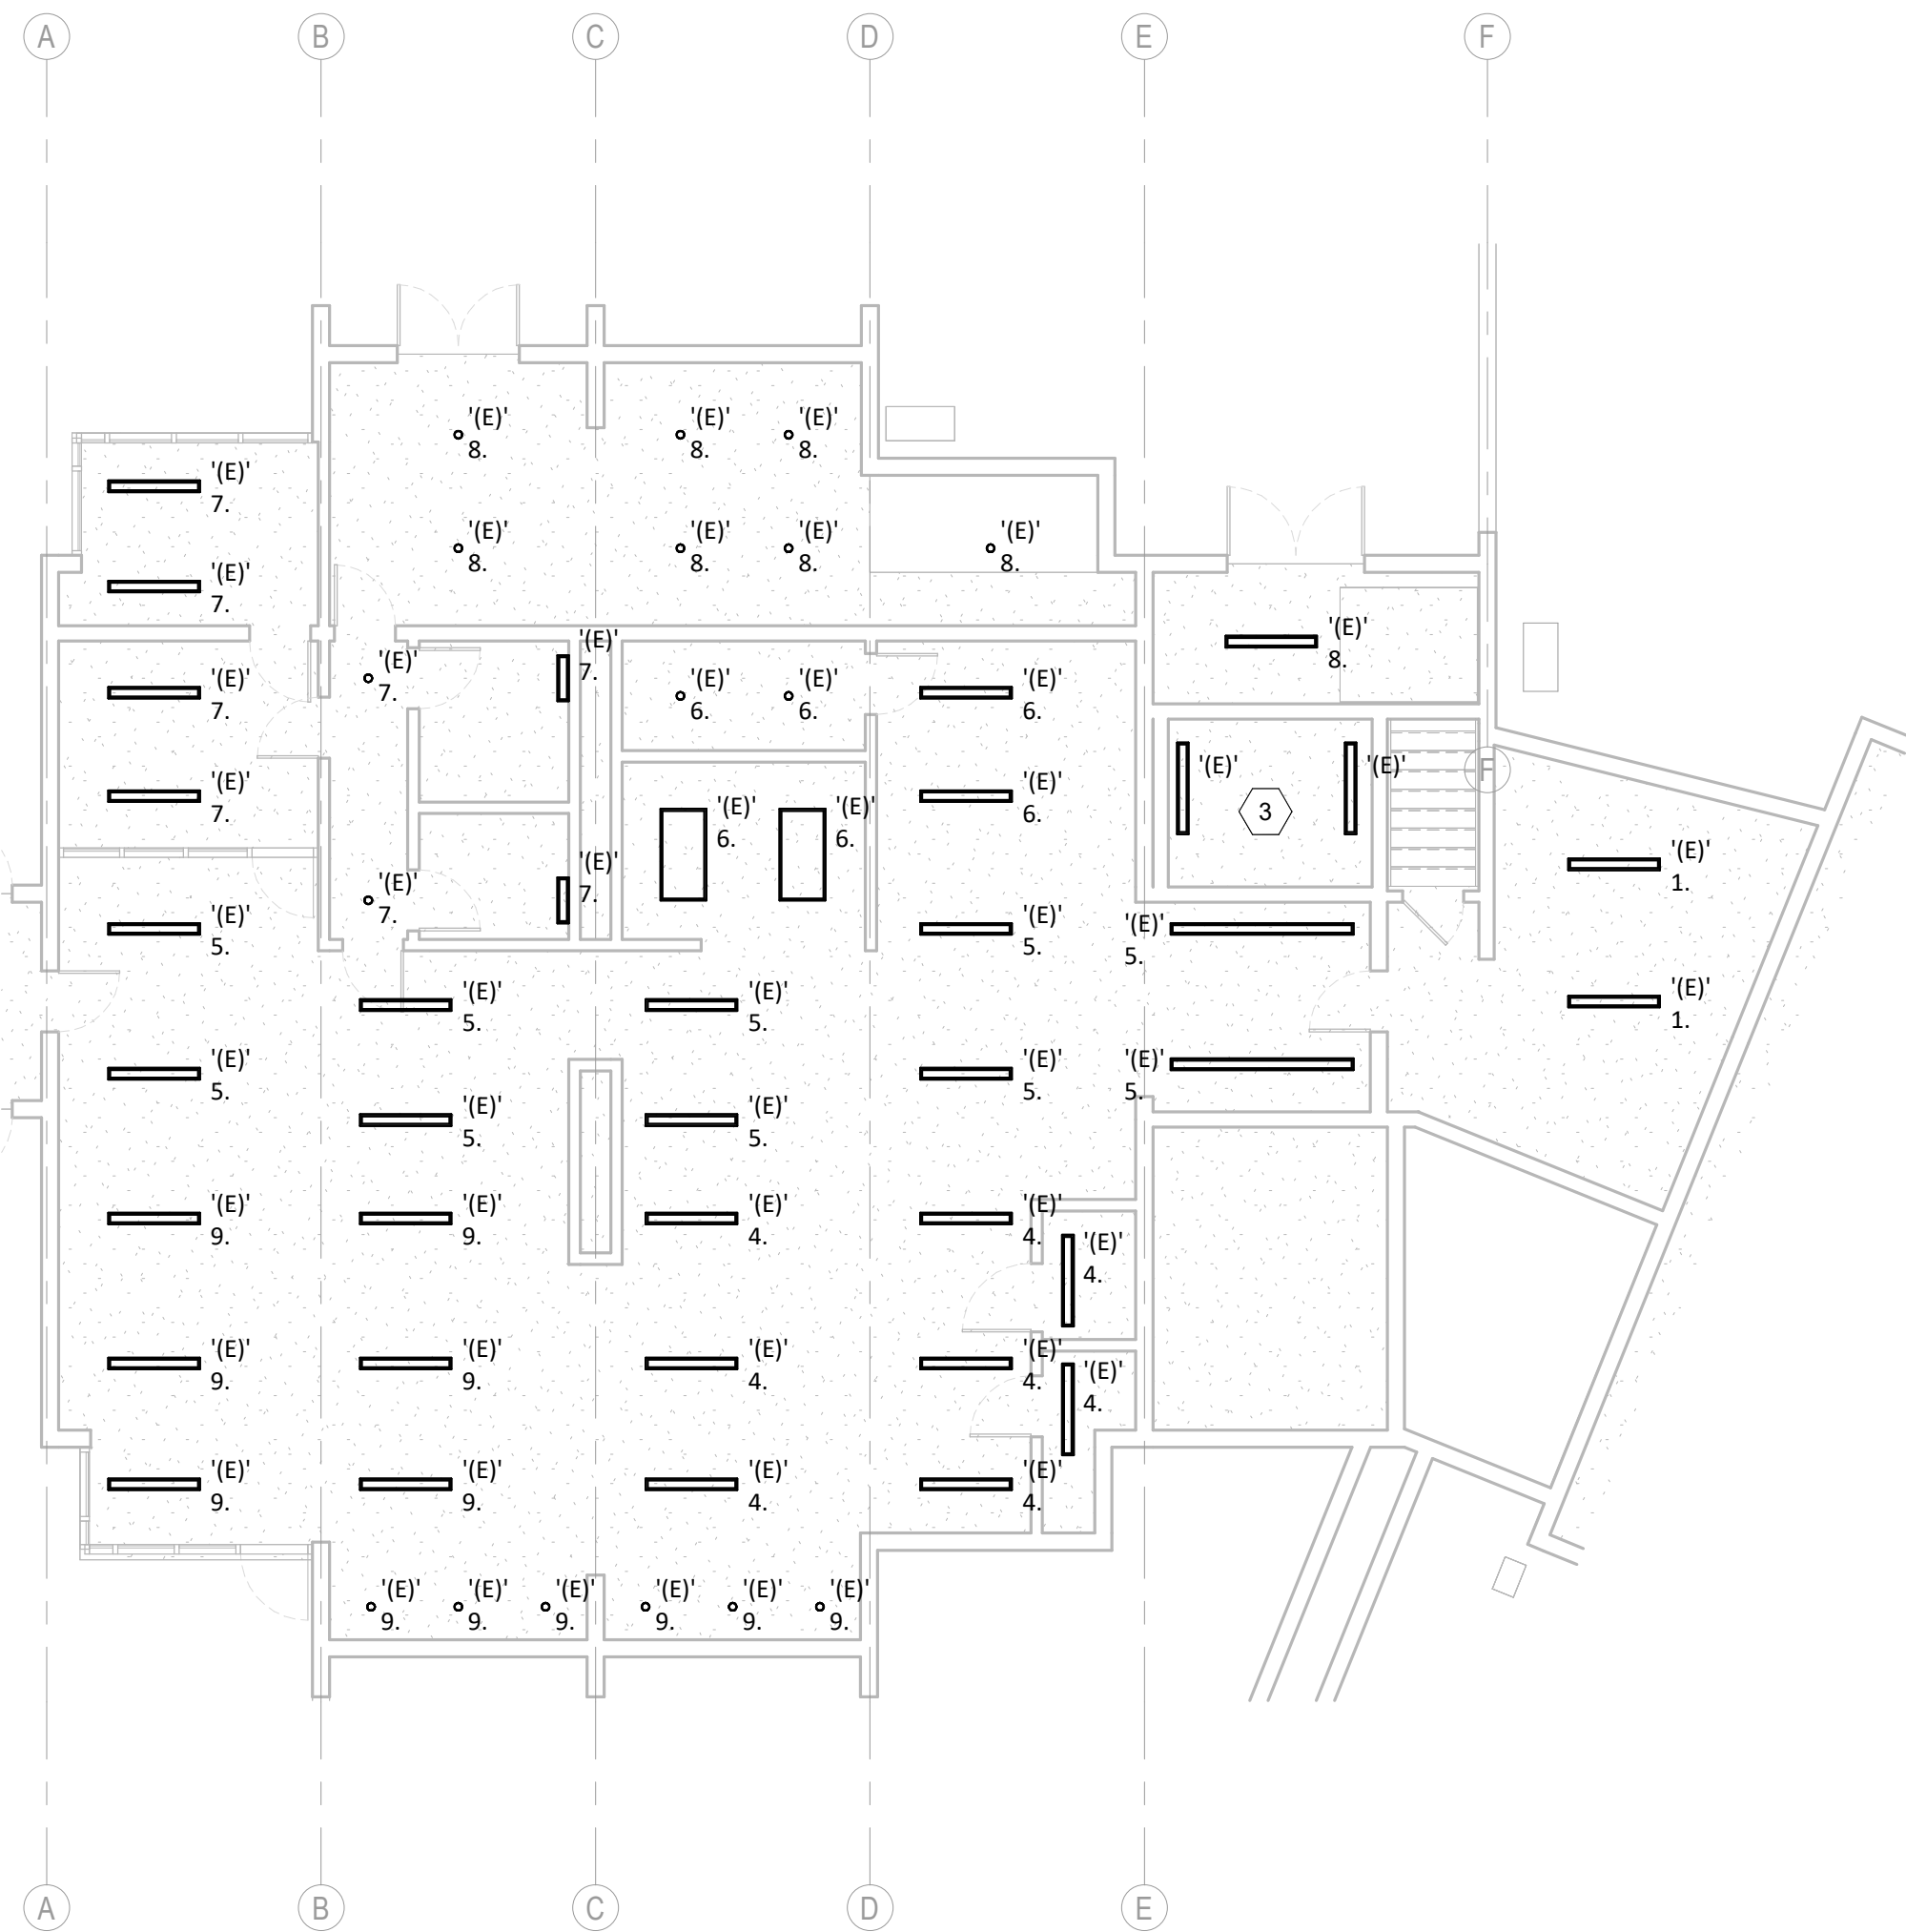 A B C D E F
'(E)' '(E)' '(E)'
8. 8. 8.
'(E)'
7.
'(E)' '(E)' '(E)' '(E)'
8. 8. 8. 8.
'(E)'
7.
'(E)'
8.
'(E)'
7.
'(E)'
7.
'(E)' '(E)' '(E)' '(E)'
7. 6. 6. 6.
'(E)' '(E)'
F
'(E)' '(E)'
7. 6.
'(E)' '(E)'
6. 6.
3
'(E)'
1.
'(E)'
7.
'(E)'
7.
'(E)' '(E)' '(E)'
5. 5. 5.
'(E)' '(E)' '(E)'
5. 5. 1.
'(E)' '(E)' '(E)'
5. 5. 5.
'(E)' '(E)'
5. 5.
'(E)' '(E)' '(E)' '(E)'
9. 9. 4. 4.
'(E)'
4.
'(E)' '(E)' '(E)' '(E)'
9. 9. 4. 4.
'(E)'
4.
'(E)' '(E)' '(E)' '(E)'
9. 9. 4. 4.
'(E)' '(E)' '(E)' '(E)' '(E)' '(E)'
9. 9. 9. 9. 9. 9.
A B C D E